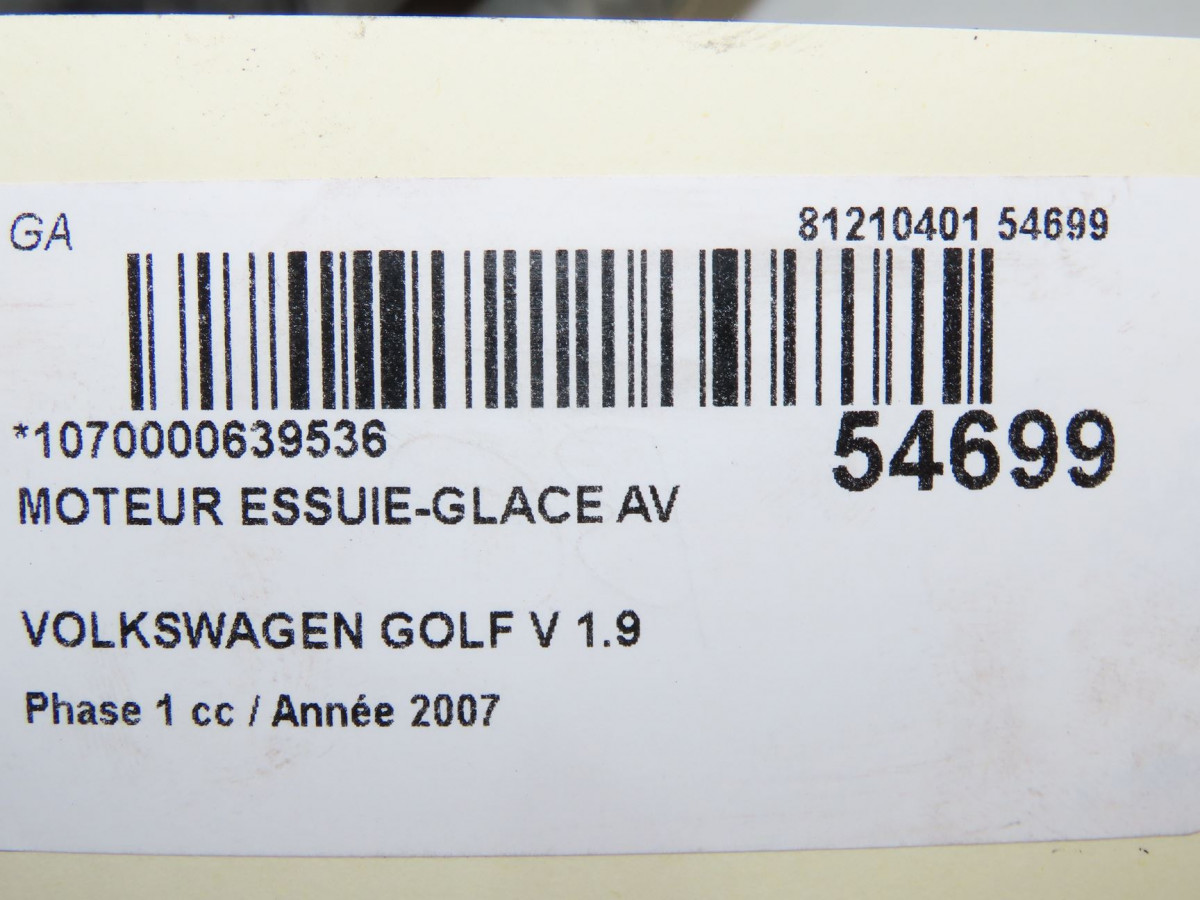 GA
81210401 54699
*1070000639536
54699
MOTEUR ESSUIE-GLACE AV
VOLKSWAGEN GOLF V 1.9
Phase 1 cc / Année 2007